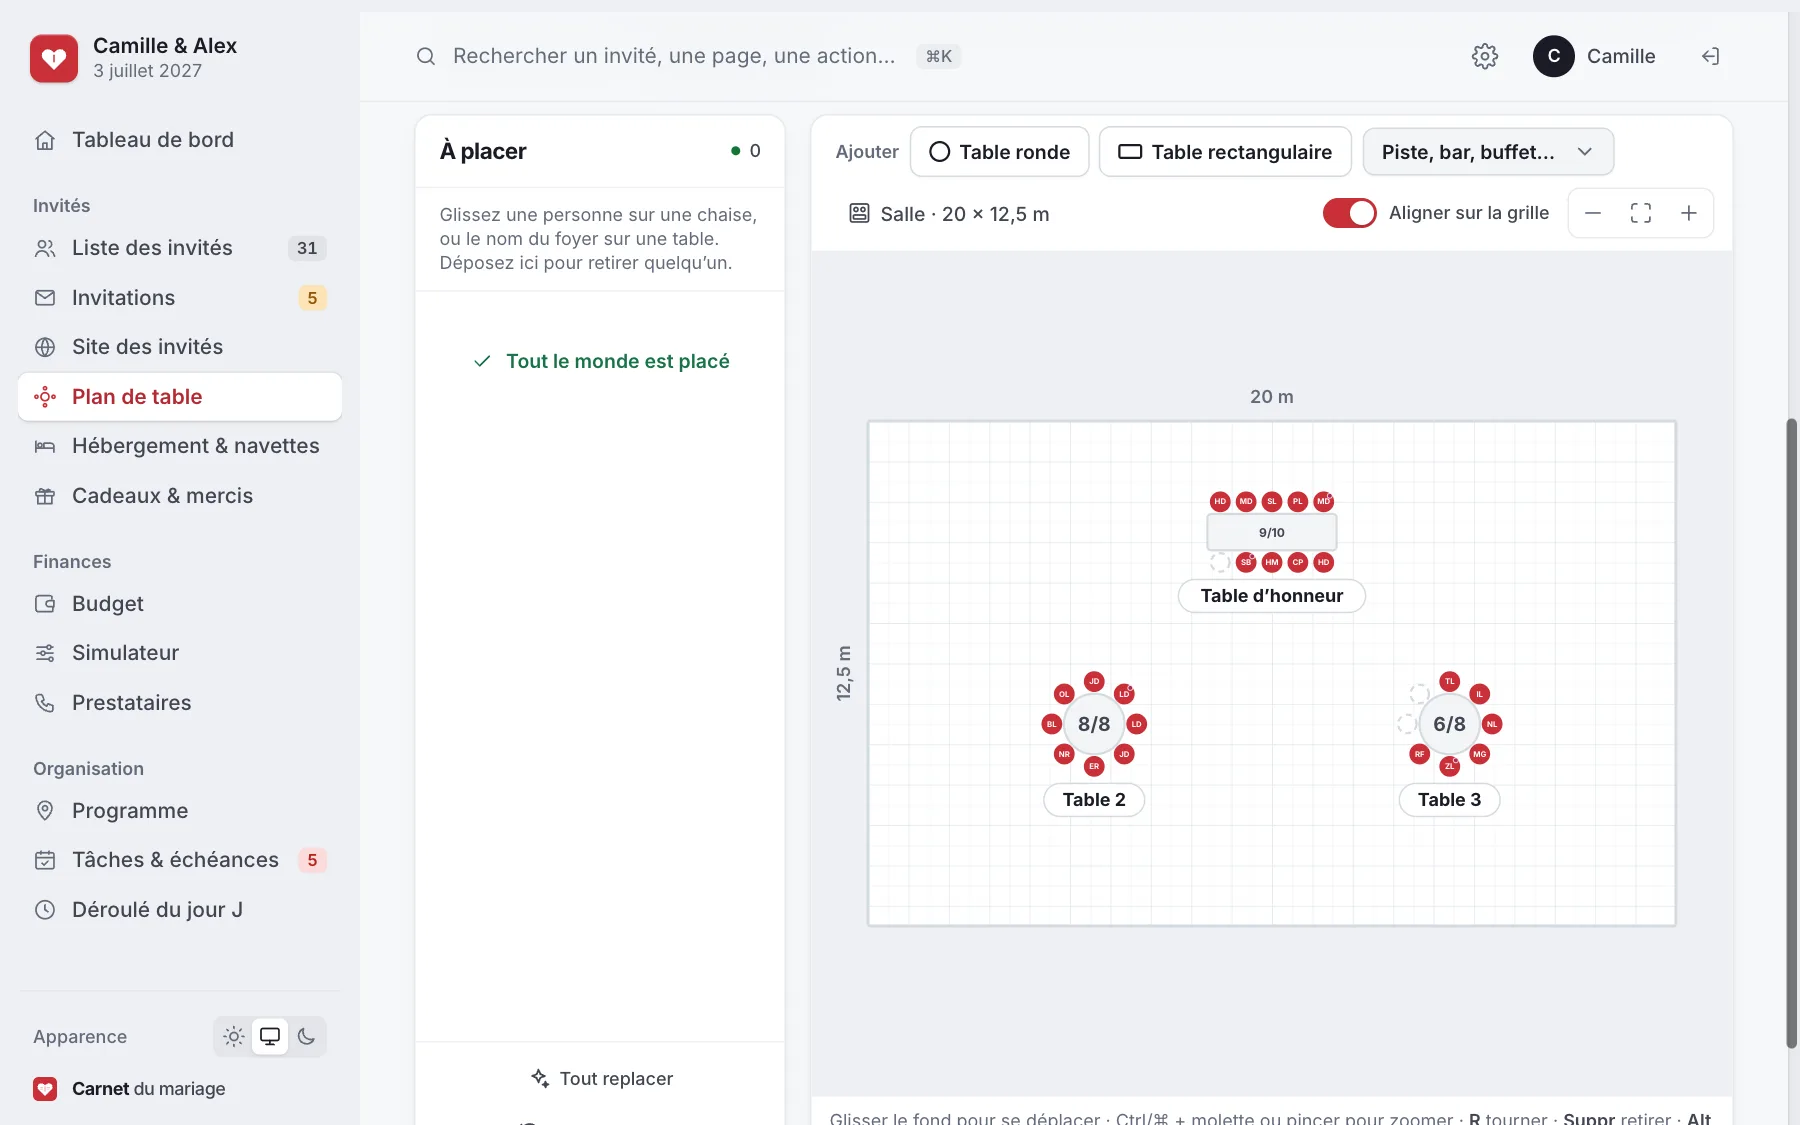 Camille & Alex
3 juillet 2027
Tableau de bord
Invités
Liste des invités 31
Invitations 5
Site des invités
Plan de table
Hébergement & navettes
Cadeaux & mercis
Finances
Budget
Simulateur
Prestataires
Organisation
Programme
Tâches & échéances 5
Déroulé du jour J
Apparence
Carnet du mariage
Rechercher un invité, une page, une action… ⌘K
C Camille
À placer 0
Glissez une personne sur une chaise,
ou le nom du foyer sur une table.
Déposez ici pour retirer quelqu’un.
Tout le monde est placé
Tout replacer
Ajouter Table ronde Table rectangulaire Piste, bar, buffet…
Salle · 20 × 12,5 m Aligner sur la grille
20 m
12,5 m
HD MD SL PL MD
9/10
SB HM CP HD
Table d’honneur
JD
OL LD
BL 8/8 LD
NR JD
ER
Table 2
TL
IL
6/8 NL
RF MG
ZL
Table 3
Glisser le fond pour se déplacer · Ctrl/⌘ + molette ou pincer pour zoomer · R tourner · Suppr retirer · Alt